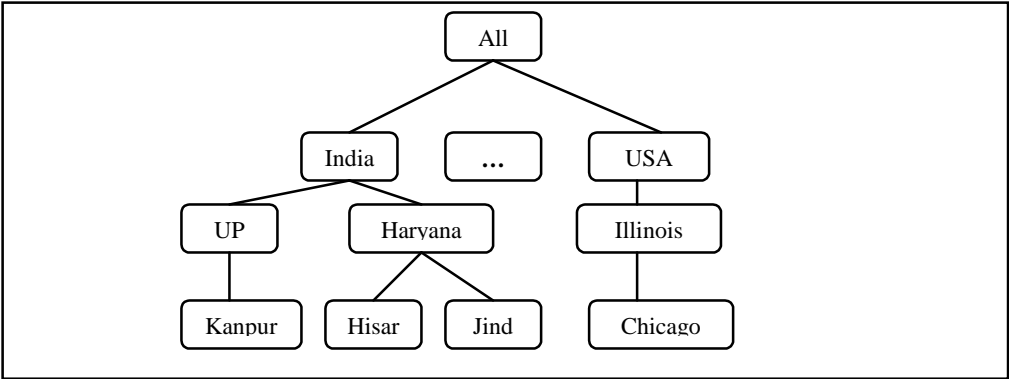 All
India
...
USA
UP
Haryana
Illinois
Kanpur
Hisar
Jind
Chicago